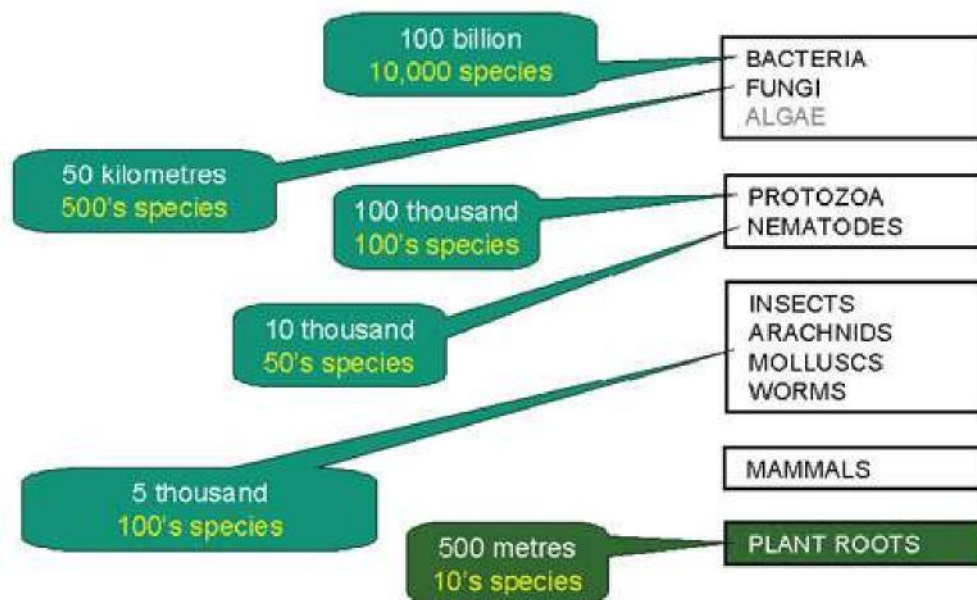 100 billion
10,000 species
BACTERIA
FUNGI
ALGAE
50 kilometres
500's species
100 thousand
100's species
PROTOZOA
NEMATODES
10 thousand
50's species
INSECTS
ARACHNIDS
MOLLUSCS
WORMS
5 thousand
100's species
MAMMALS
500 metres
10's species
PLANT ROOTS